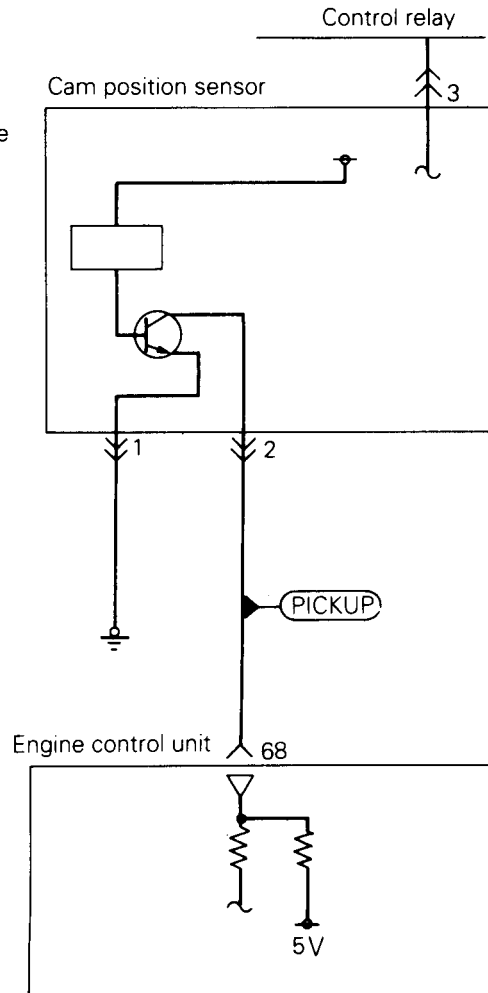 Control relay
3
Cam position sensor
e
1
2
PICKUP
Engine control unit
68
5V